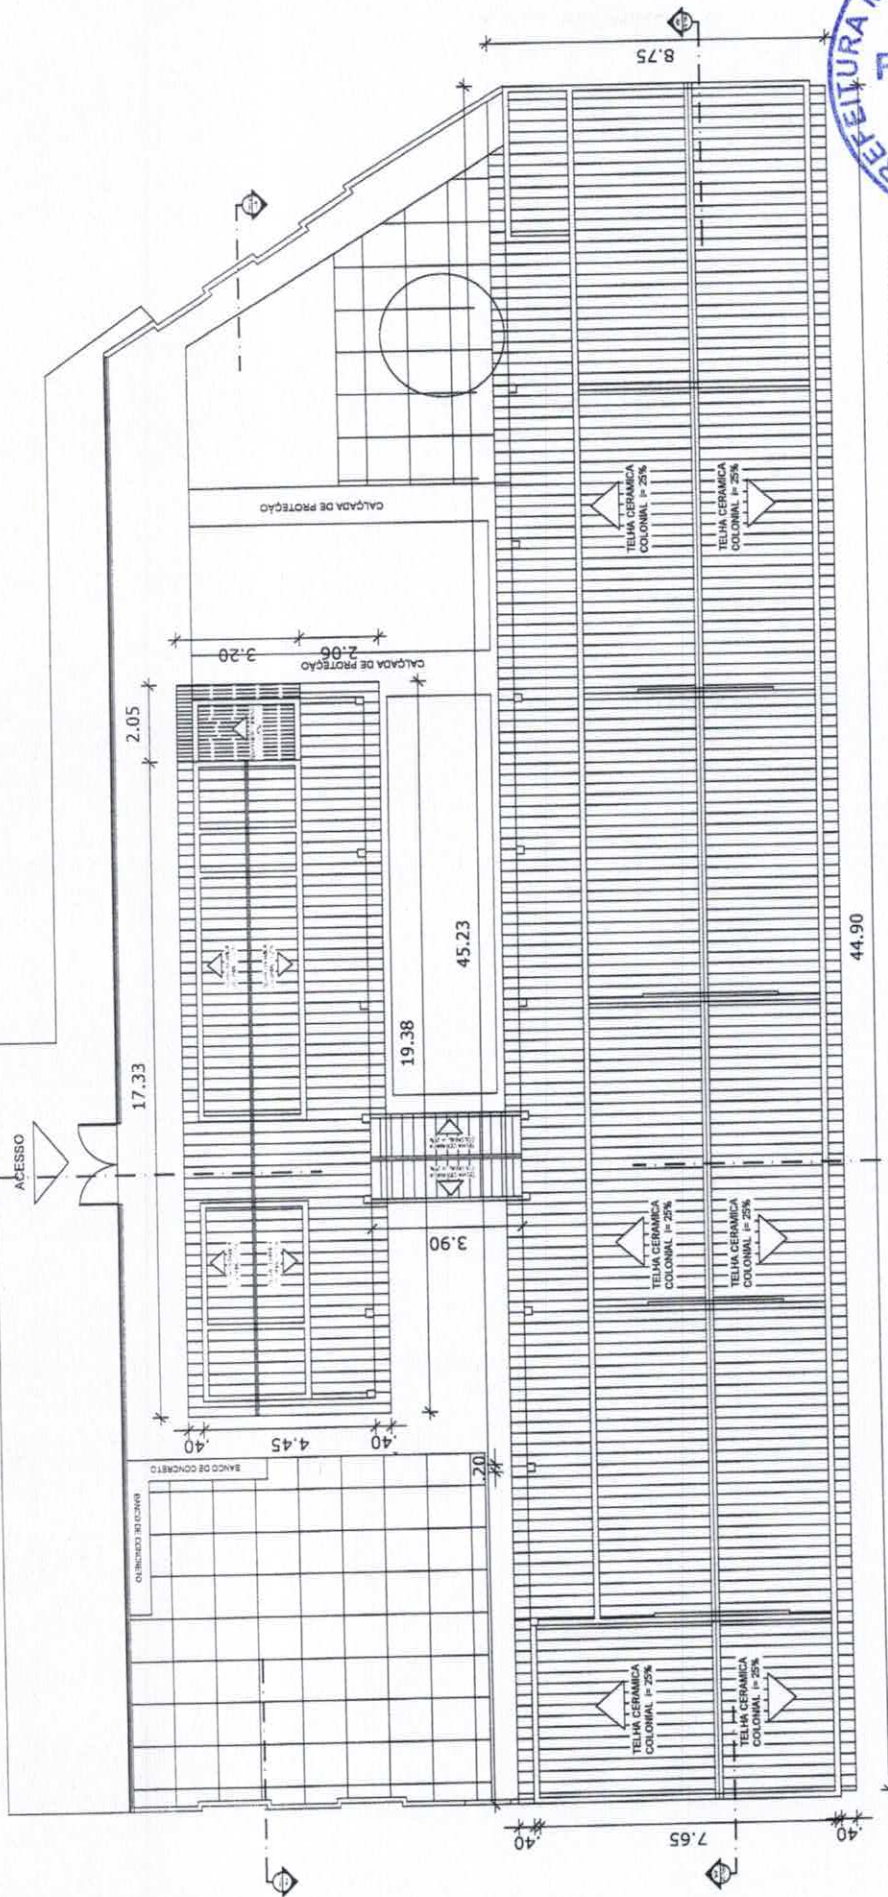 8.75
REFEITURA M
ACESSO
CALÇADA DE PROTEÇÃO
TELHA CERAMICA
COLONIAL i= 25%
TELHA CERAMICA
COLONIAL i= 25%
3.20
2.06
CALÇADA DE PROTEÇÃO
2.05
17.33
19.38
45.23
44.90
3.90
TELHA CERAMICA
COLONIAL i= 25%
TELHA CERAMICA
COLONIAL i= 25%
.40
4.45
.40
.20
BANCO DE CONCRETO
BANCO DE CONCRETO
TELHA CERAMICA
COLONIAL i= 25%
TELHA CERAMICA
COLONIAL i= 25%
.40
7.65
.40